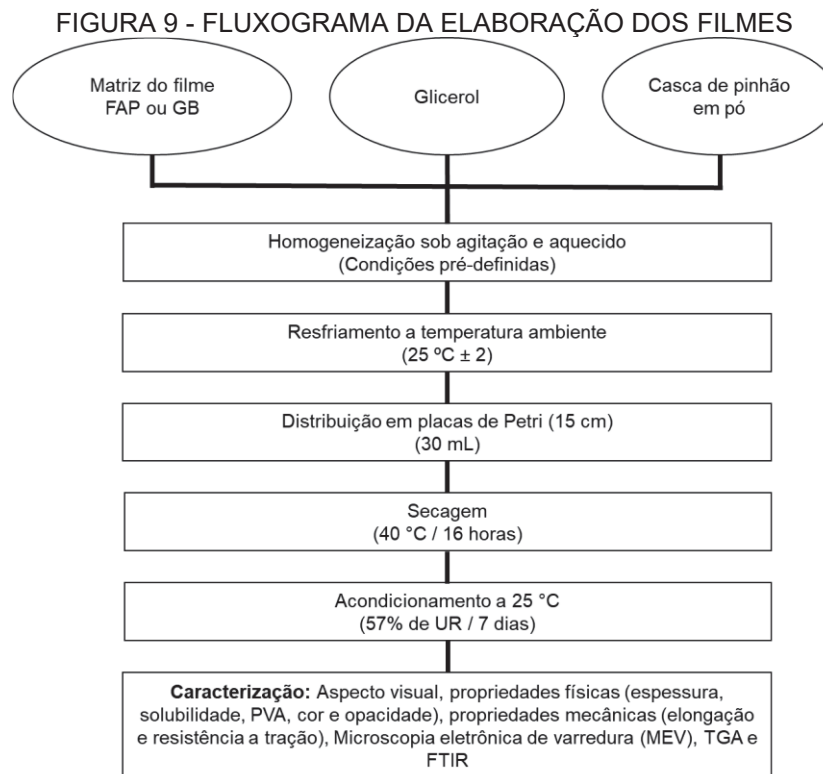 FIGURA 9 - FLUXOGRAMA DA ELABORAÇÃO DOS FILMES
Matriz do filme
FAP ou GB
Glicerol
Casca de pinhão
em pó
Homogeneização sob agitação e aquecido
(Condições pré-definidas)
Resfriamento a temperatura ambiente
(25 ºC ± 2)
Distribuição em placas de Petri (15 cm)
(30 mL)
Secagem
(40 °C / 16 horas)
Acondicionamento a 25 °C
(57% de UR / 7 dias)
Caracterização: Aspecto visual, propriedades físicas (espessura,
solubilidade, PVA, cor e opacidade), propriedades mecânicas (elongação
e resistência a tração), Microscopia eletrônica de varredura (MEV), TGA e
FTIR